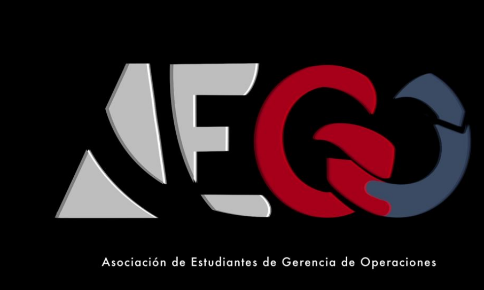 AEGO
Asociación de Estudiantes de Gerencia de Operaciones